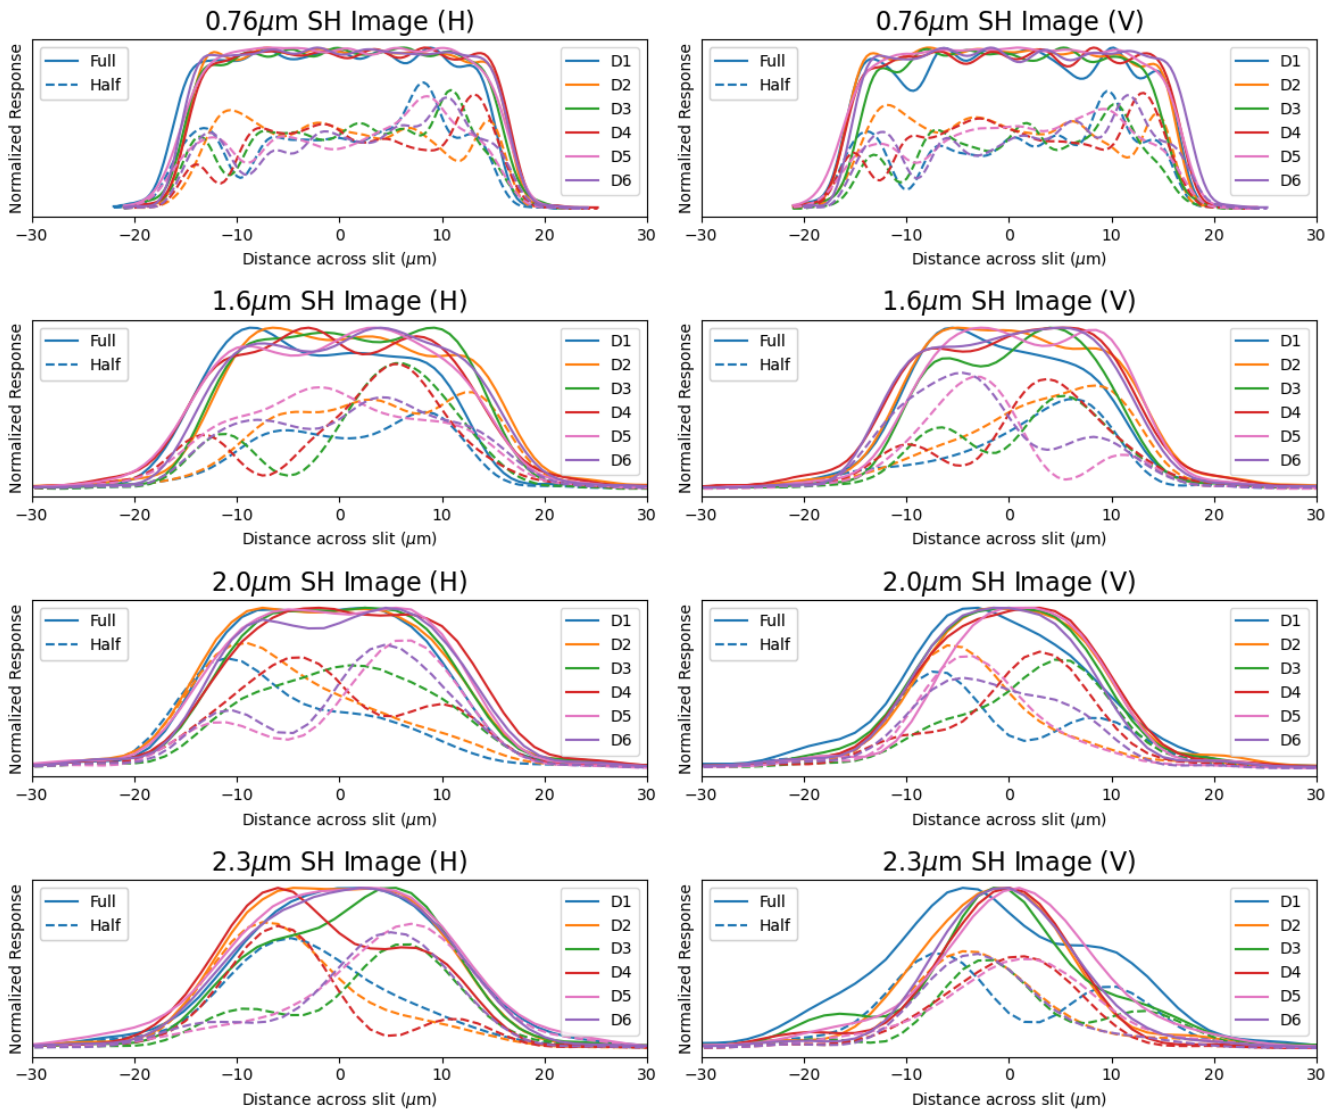 0.76μm SH Image (H)
Normalized Response
Full
Half
D1
D2
D3
D4
D5
D6
−30 −20 −10 0 10 20 30
Distance across slit (μm)
0.76μm SH Image (V)
Normalized Response
Full
Half
D1
D2
D3
D4
D5
D6
−30 −20 −10 0 10 20 30
Distance across slit (μm)
1.6μm SH Image (H)
Normalized Response
Full
Half
D1
D2
D3
D4
D5
D6
−30 −20 −10 0 10 20 30
Distance across slit (μm)
1.6μm SH Image (V)
Normalized Response
Full
Half
D1
D2
D3
D4
D5
D6
−30 −20 −10 0 10 20 30
Distance across slit (μm)
2.0μm SH Image (H)
Normalized Response
Full
Half
D1
D2
D3
D4
D5
D6
−30 −20 −10 0 10 20 30
Distance across slit (μm)
2.0μm SH Image (V)
Normalized Response
Full
Half
D1
D2
D3
D4
D5
D6
−30 −20 −10 0 10 20 30
Distance across slit (μm)
2.3μm SH Image (H)
Normalized Response
Full
Half
D1
D2
D3
D4
D5
D6
−30 −20 −10 0 10 20 30
Distance across slit (μm)
2.3μm SH Image (V)
Normalized Response
Full
Half
D1
D2
D3
D4
D5
D6
−30 −20 −10 0 10 20 30
Distance across slit (μm)